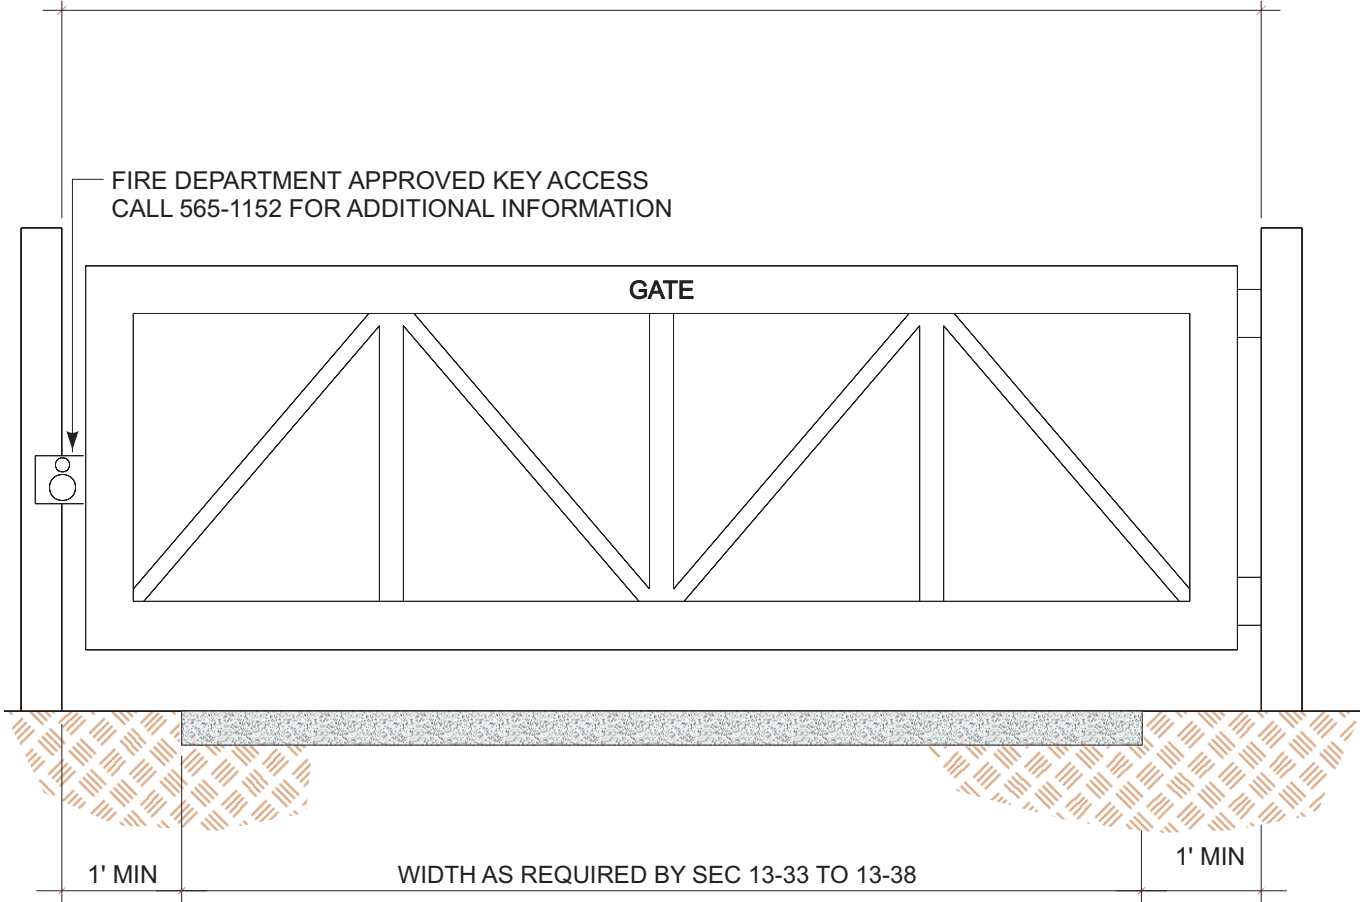 FIRE DEPARTMENT APPROVED KEY ACCESS
CALL 565-1152 FOR ADDITIONAL INFORMATION
GATE
1' MIN
WIDTH AS REQUIRED BY SEC 13-33 TO 13-38
1' MIN